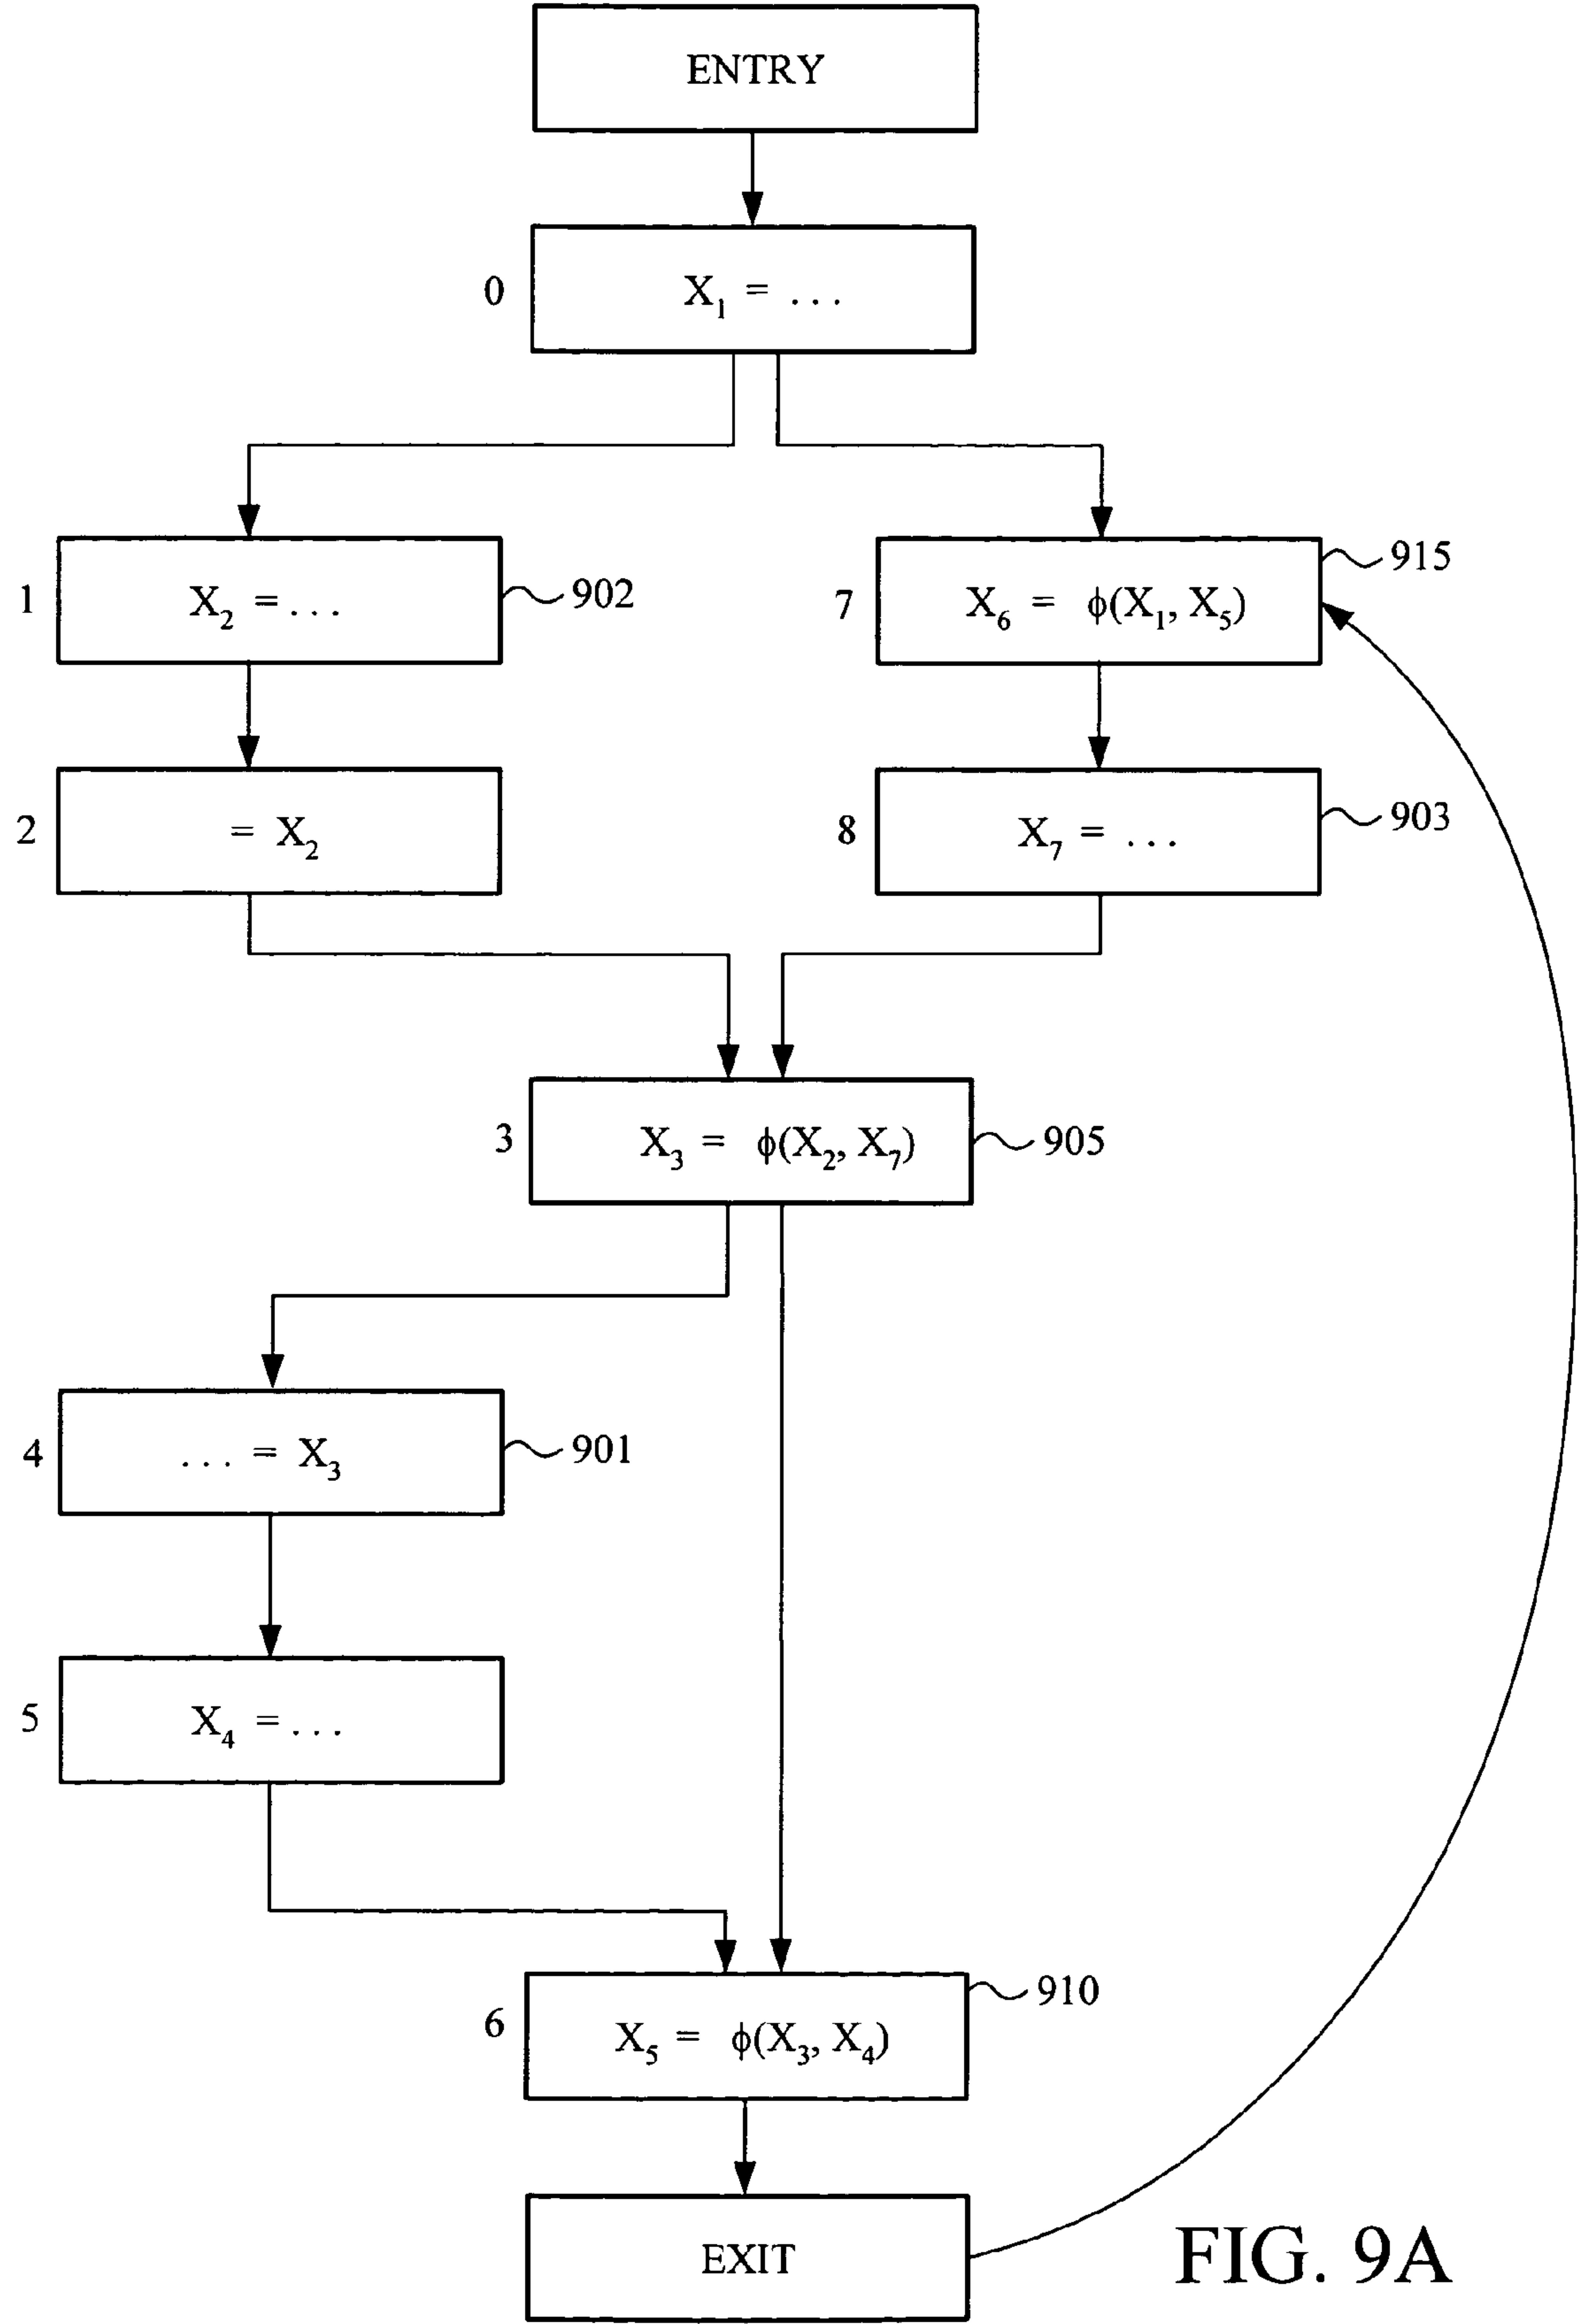 ENTRY
0 X₁ = . . .
1 X₂ = . . . 902
7 X₆ = ϕ(X₁, X₅) 915
2 = X₂
8 X₇ = . . . 903
3 X₃ = ϕ(X₂, X₇) 905
4 . . . = X₃ 901
5 X₄ = . . .
6 X₅ = ϕ(X₃, X₄) 910
EXIT
FIG. 9A